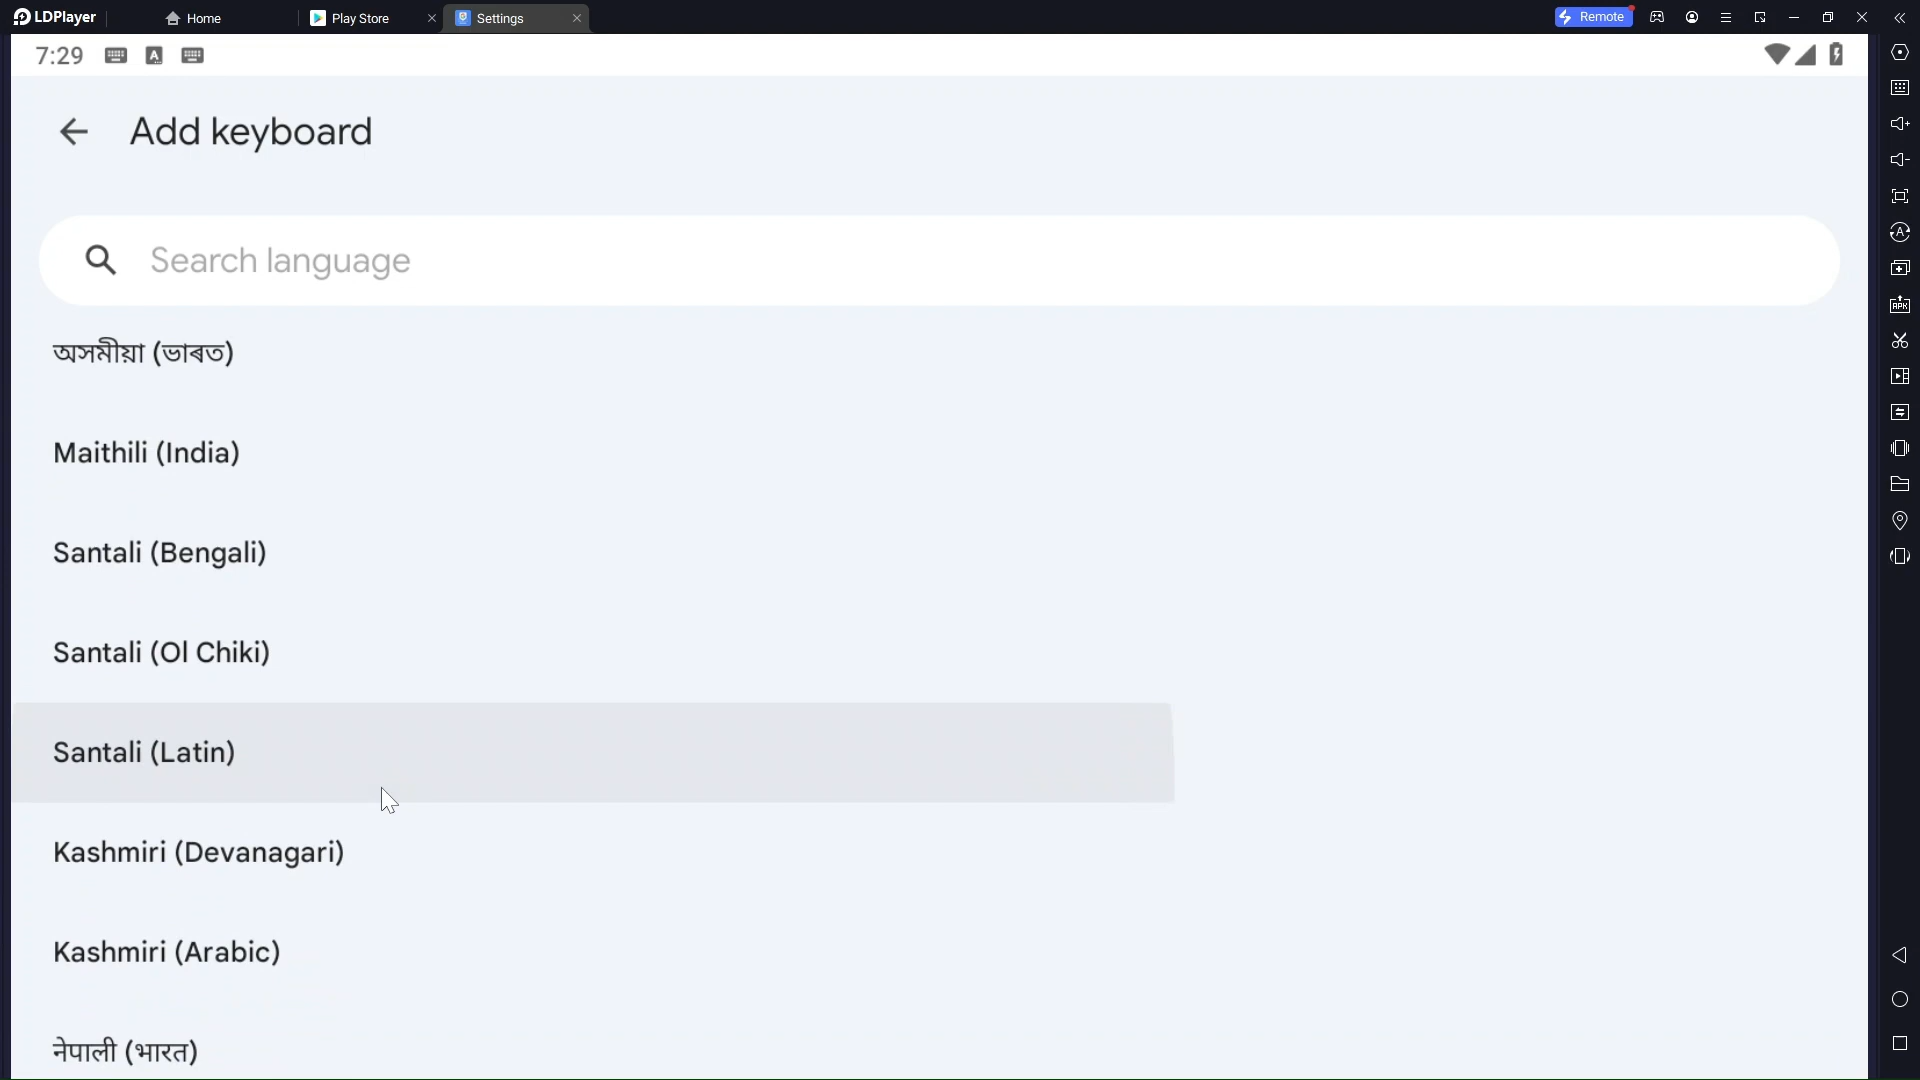 LDPlayer
Home
Play Store
Settings
Remote
7:29
A
Add keyboard
Search language
অসমীয়া (ভাৰত)
Maithili (India)
Santali (Bengali)
Santali (Ol Chiki)
Santali (Latin)
Kashmiri (Devanagari)
Kashmiri (Arabic)
नेपाली (भारत)
A
APK